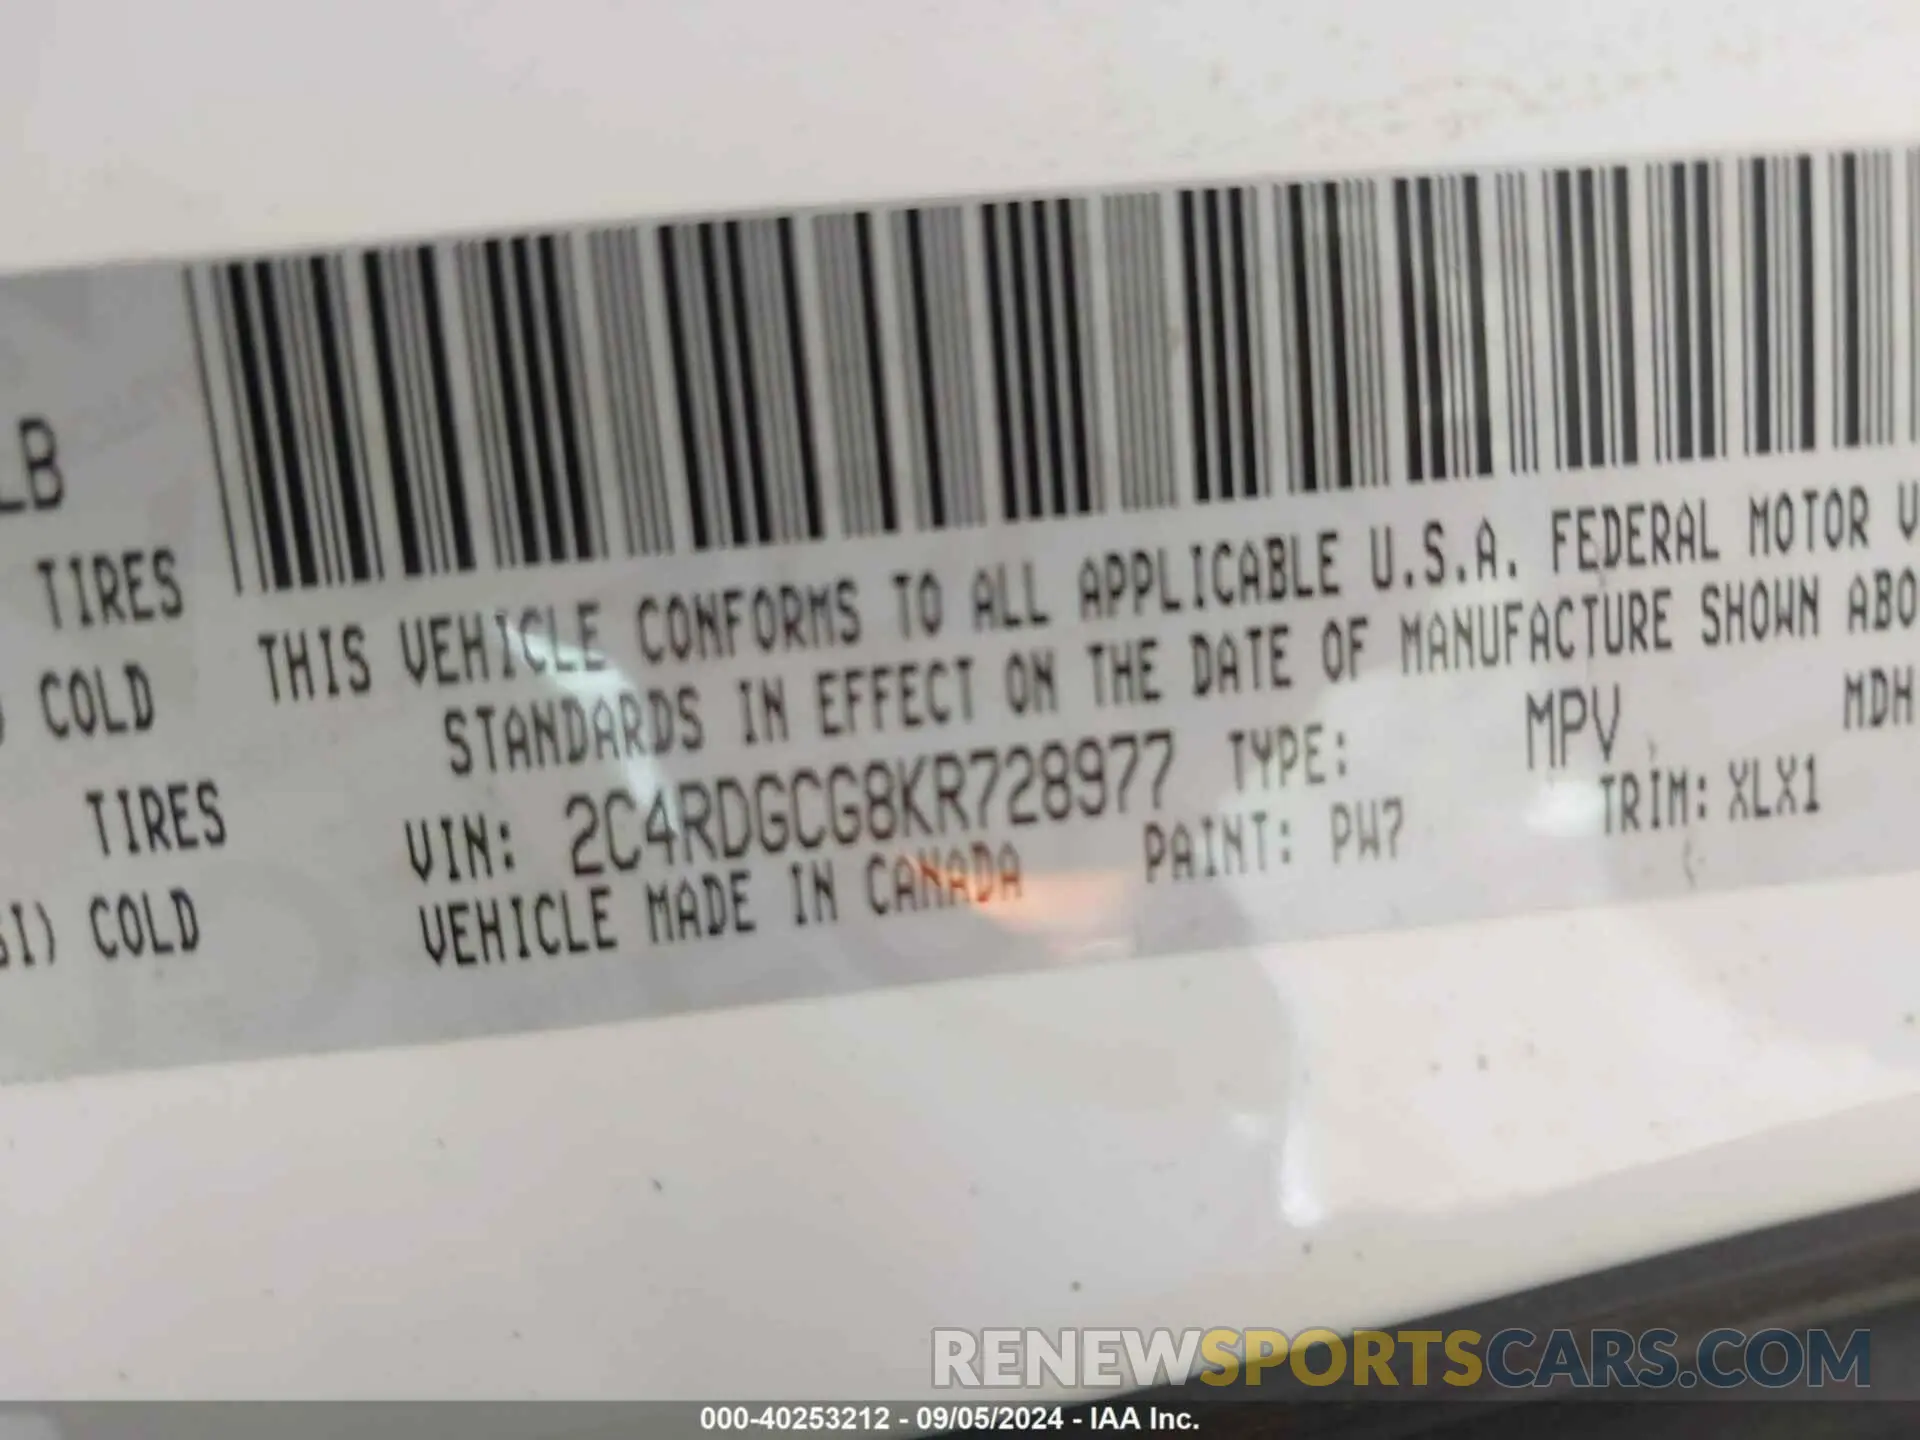 LB
TIRES
COLD
TIRES
SI) COLD
THIS VEHICLE CONFORMS TO ALL APPLICABLE U.S.A. FEDERAL MOTOR V
STANDARDS IN EFFECT ON THE DATE OF MANUFACTURE SHOWN ABO
VIN: 2C4RDGCG8KR728977 TYPE: MPV MDH
VEHICLE MADE IN CANADA PAINT: PW7 TRIM: XLX1
RENEWSPORTSCARS.COM
000-40253212 - 09/05/2024 - IAA Inc.